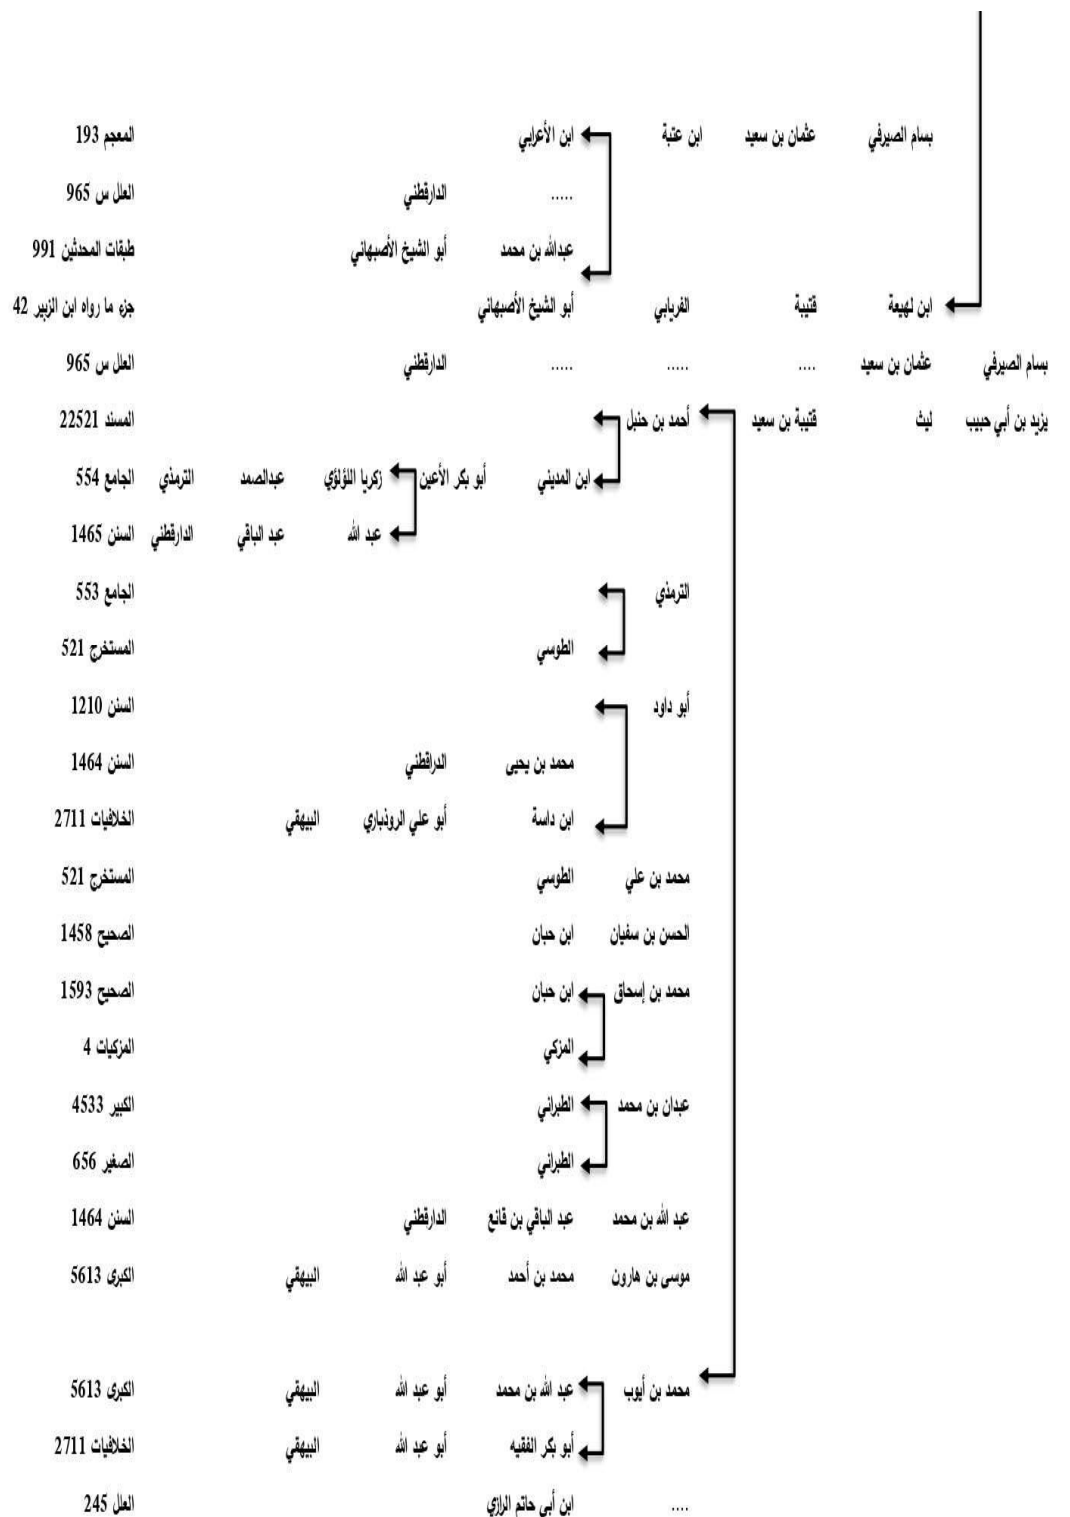 بسام الصيرفي عثمان بن سعيد ابن عتبة ابن الأعرابي المعجم 193
..... الدارقطني العلل س 965
عبدالله بن محمد أبو الشيخ الأصبهاني طبقات المحدثين 991
ابن لهيعة قتيبة الفريابي أبو الشيخ الأصبهاني جزء ما رواه ابن الزبير 42
بسام الصيرفي عثمان بن سعيد .... ..... ..... الدارقطني العلل س 965
يزيد بن أبي حبيب ليث قتيبة بن سعيد أحمد بن حنبل المسند 22521
ابن المديني أبو بكر الأعين زكريا اللؤلؤي عبدالصمد الترمذي الجامع 554
عبد الله عبد الباقي الدارقطني السنن 1465
الترمذي الجامع 553
الطوسي المستخرج 521
أبو داود السنن 1210
محمد بن يحيى الدراقطني السنن 1464
ابن داسة أبو علي الروذباري البيهقي الخلافيات 2711
محمد بن علي الطوسي المستخرج 521
الحسن بن سفيان ابن حبان الصحيح 1458
محمد بن إسحاق ابن حبان الصحيح 1593
المزكي المزكيات 4
عبدان بن محمد الطبراني الكبير 4533
الطبراني الصغير 656
عبد الله بن محمد عبد الباقي بن قانع الدارقطني السنن 1464
موسى بن هارون محمد بن أحمد أبو عبد الله البيهقي الكبرى 5613
محمد بن أيوب عبد الله بن محمد أبو عبد الله البيهقي الكبرى 5613
أبو بكر الفقيه أبو عبد الله البيهقي الخلافيات 2711
.... ابن أبي حاتم الرازي العلل 245